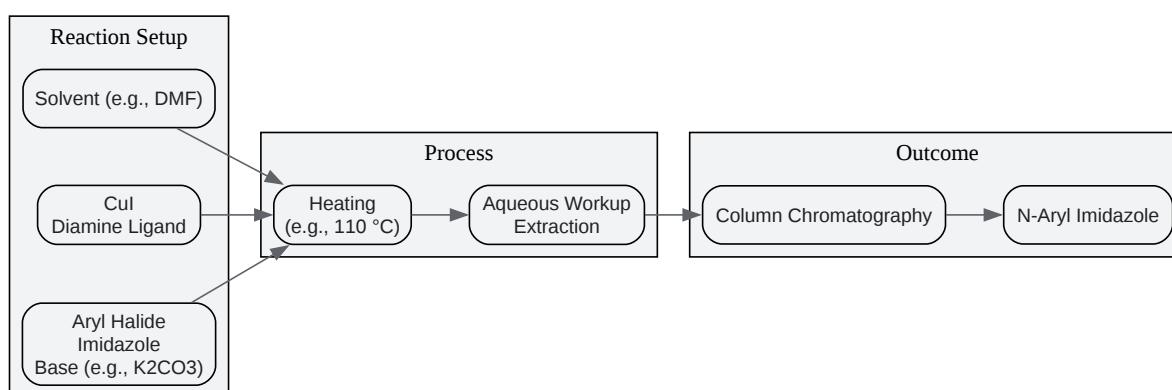 Reaction Setup
Solvent (e.g., DMF)
CuI
Diamine Ligand
Aryl Halide
Imidazole
Base (e.g., K2CO3)
Process
Heating
(e.g., 110 °C)
Aqueous Workup
Extraction
Outcome
Column Chromatography
N-Aryl Imidazole